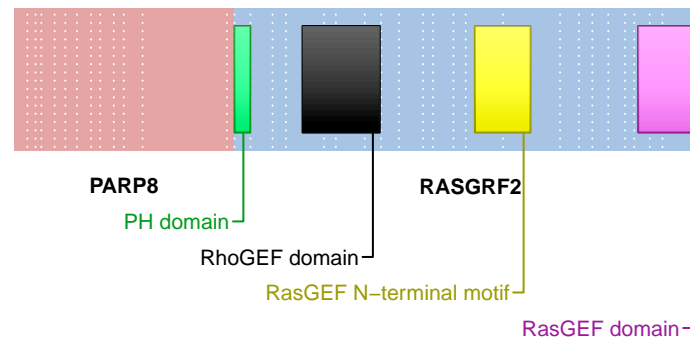 PARP8
RASGRF2
PH domain
RhoGEF domain
RasGEF N−terminal motif
RasGEF domain